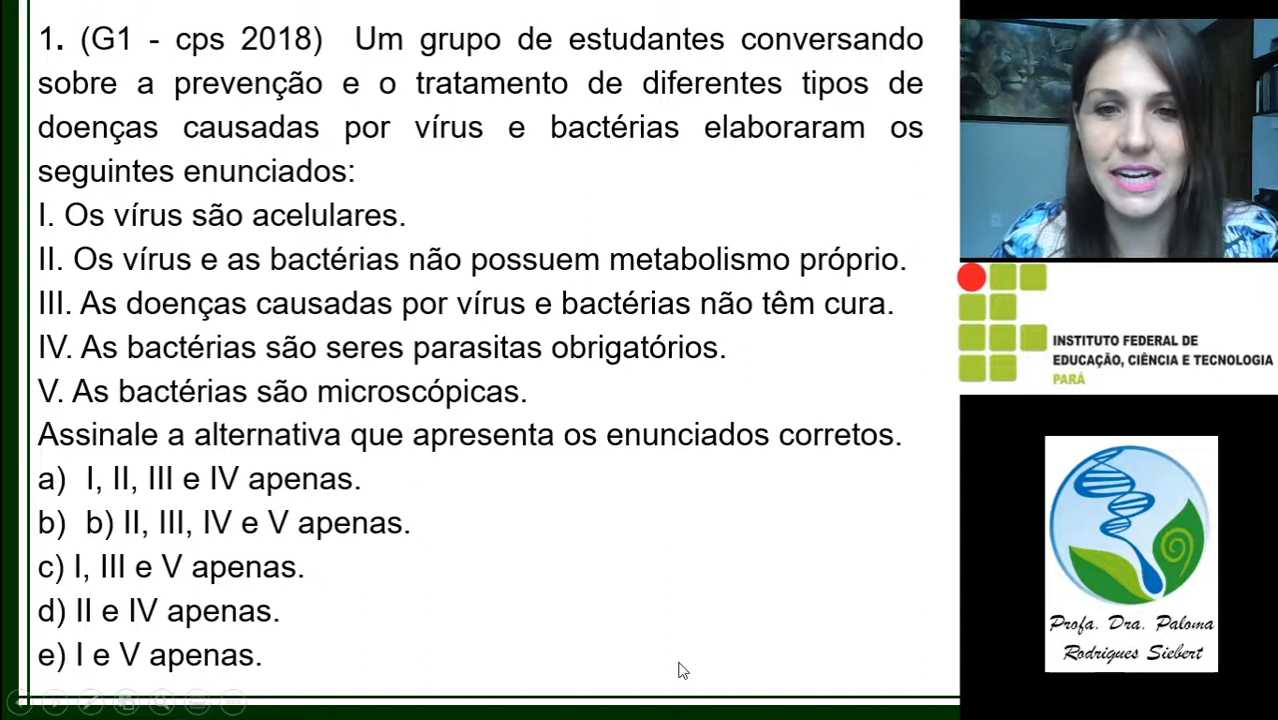 1. (G1 - cps 2018) Um grupo de estudantes conversando
sobre a prevenção e o tratamento de diferentes tipos de
doenças causadas por vírus e bactérias elaboraram os
seguintes enunciados:
I. Os vírus são acelulares.
II. Os vírus e as bactérias não possuem metabolismo próprio.
III. As doenças causadas por vírus e bactérias não têm cura.
IV. As bactérias são seres parasitas obrigatórios.
V. As bactérias são microscópicas.
Assinale a alternativa que apresenta os enunciados corretos.
a) I, II, III e IV apenas.
b) b) II, III, IV e V apenas.
c) I, III e V apenas.
d) II e IV apenas.
e) I e V apenas.
INSTITUTO FEDERAL DE
EDUCAÇÃO, CIÊNCIA E TECNOLOGIA
PARÁ
Profa. Dra. Paloma
Rodrigues Siebert